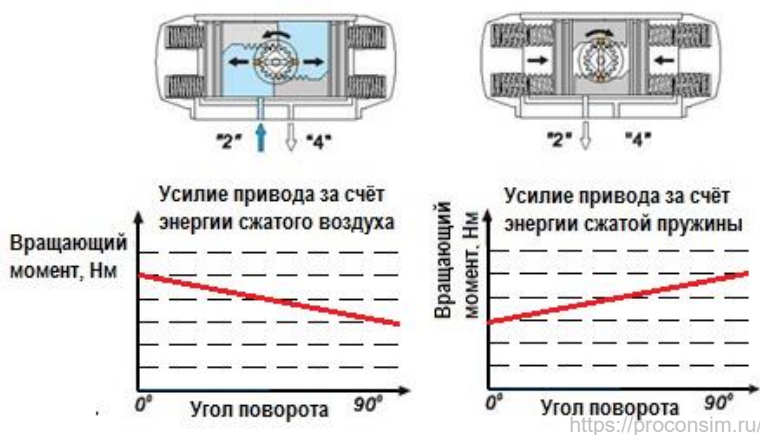 "2"
"4"
"2"
"4"
Усилие привода за счёт
энергии сжатого воздуха
Вращающий
момент, Нм
0°
Угол поворота
90°
Усилие привода за счёт
энергии сжатой пружины
Вращающий
момент. Нм
0°
Угол поворота
90°
https://proconsim.ru/